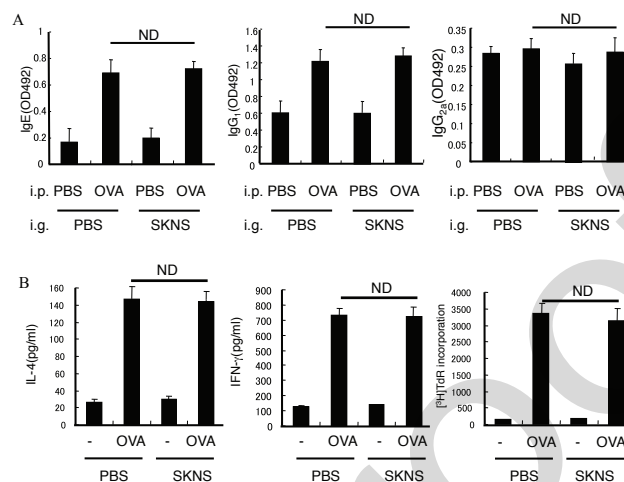 A
ND
ND
ND
IgE(OD492)
1
0.8
0.6
0.4
0.2
0
IgG1(OD492)
1.6
1.4
1.2
1
0.8
0.6
0.4
0.2
0
IgG2a(OD492)
0.35
0.3
0.25
0.2
0.15
0.1
0.05
0
i.p. PBS OVA PBS OVA PBS OVA PBS OVA PBS OVA PBS OVA
i.g. PBS SKNS PBS SKNS PBS SKNS
B
ND
ND
ND
IL-4(pg/ml)
160
140
120
100
80
60
40
20
0
IFN-γ(pg/ml)
900
800
700
600
500
400
300
200
100
0
[³H]TdR incorporation
4000
3500
3000
2500
2000
1500
1000
500
0
- OVA - OVA - OVA - OVA - OVA - OVA
PBS SKNS PBS SKNS PBS SKNS